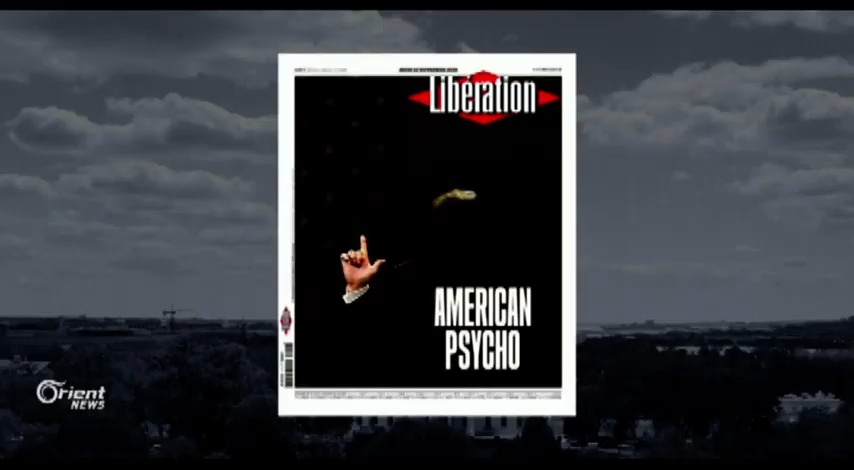 Libération
AMERICAN
PSYCHO
Orient
NEWS